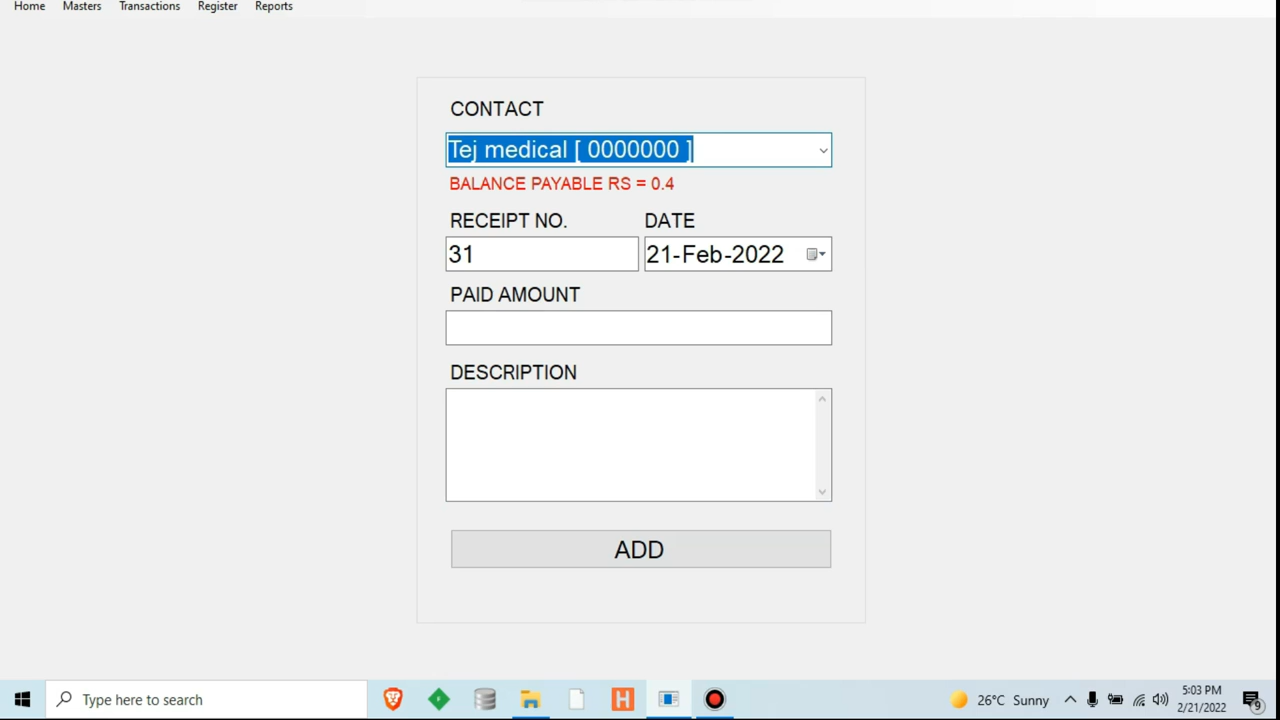 Home Masters Transactions Register Reports
CONTACT
Tej medical [ 0000000 ]
BALANCE PAYABLE RS = 0.4
RECEIPT NO. DATE
31 21-Feb-2022
PAID AMOUNT
DESCRIPTION
ADD
Type here to search
H
26°C Sunny
5:03 PM
2/21/2022
9